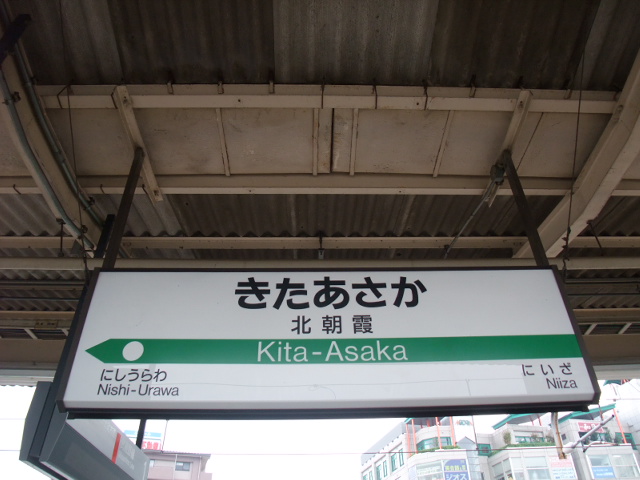 きたあさか
北朝霞
Kita-Asaka
にしうらわ
Nishi-Urawa
にいざ
Niiza